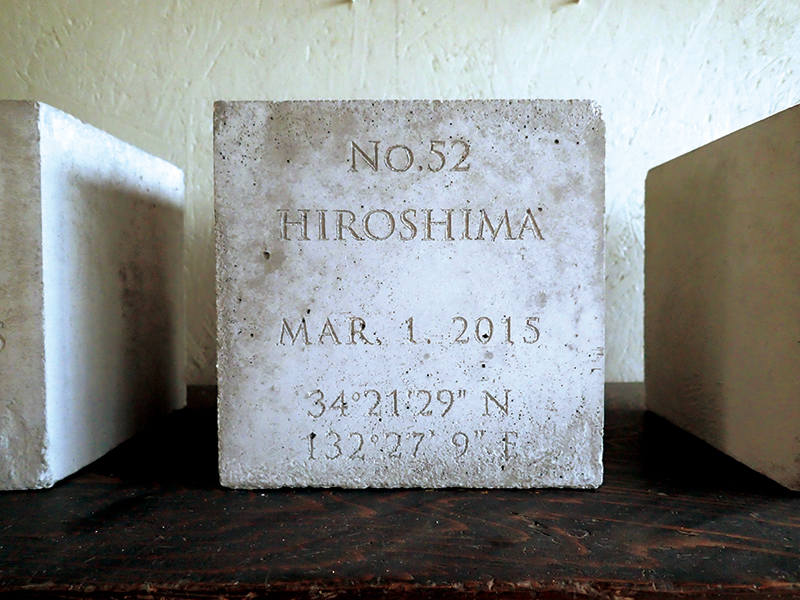 No.52
HIROSHIMA
MAR. 1. 2015
34°21'29" N
132°27' 9" E